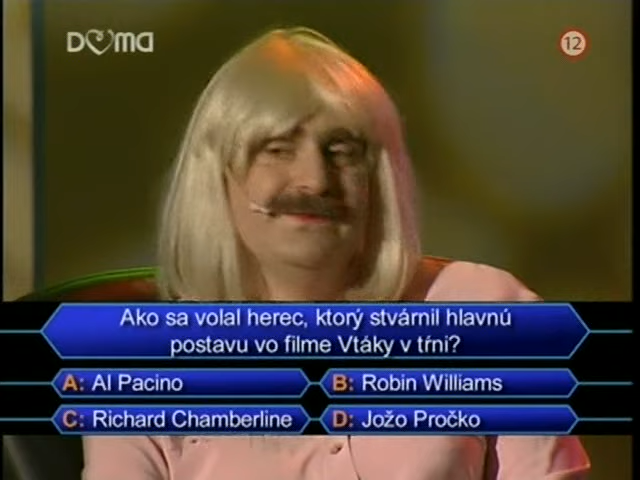 DOMA
12
Ako sa volal herec, ktorý stvárnil hlavnú
postavu vo filme Vtáky v tŕni?
A: Al Pacino
B: Robin Williams
C: Richard Chamberline
D: Jožo Pročko